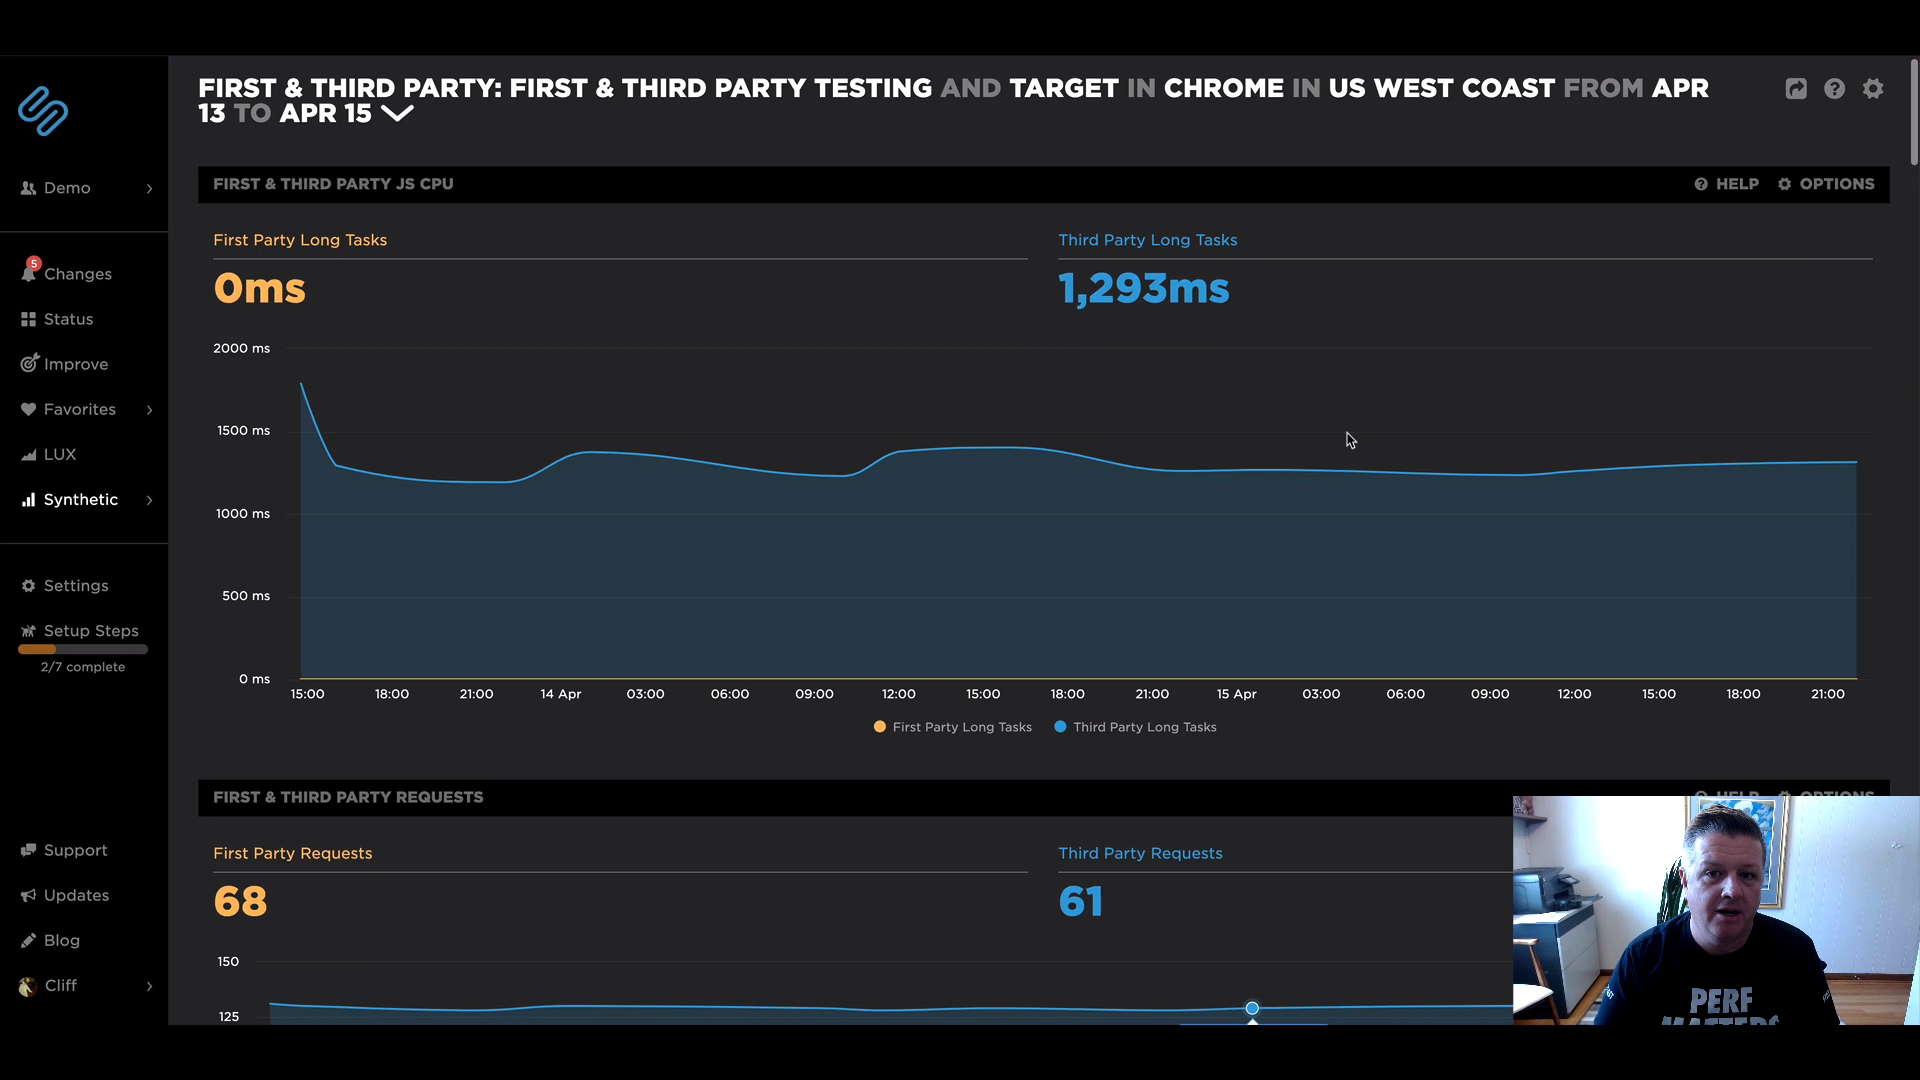 FIRST & THIRD PARTY: FIRST & THIRD PARTY TESTING AND TARGET IN CHROME IN US WEST COAST FROM APR
13 TO APR 15
Demo
5
Changes
Status
Improve
Favorites
LUX
Synthetic
Settings
Setup Steps
2/7 complete
Support
Updates
Blog
Cliff
FIRST & THIRD PARTY JS CPU
HELP OPTIONS
First Party Long Tasks
0ms
Third Party Long Tasks
1,293ms
2000 ms
1500 ms
1000 ms
500 ms
0 ms
15:00 18:00 21:00 14 Apr 03:00 06:00 09:00 12:00 15:00 18:00 21:00 15 Apr 03:00 06:00 09:00 12:00 15:00 18:00 21:00
First Party Long Tasks Third Party Long Tasks
FIRST & THIRD PARTY REQUESTS
HELP OPTIONS
First Party Requests
68
Third Party Requests
61
150
125
PERF
MATTERS